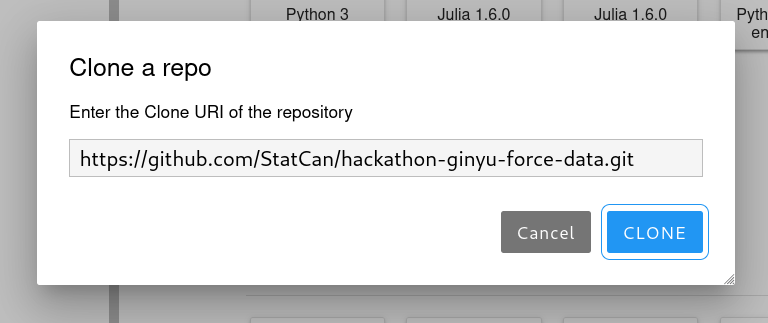 Python 3
Julia 1.6.0
Julia 1.6.0
Pyth
en
Clone a repo
Enter the Clone URI of the repository
https://github.com/StatCan/hackathon-ginyu-force-data.git
Cancel
CLONE